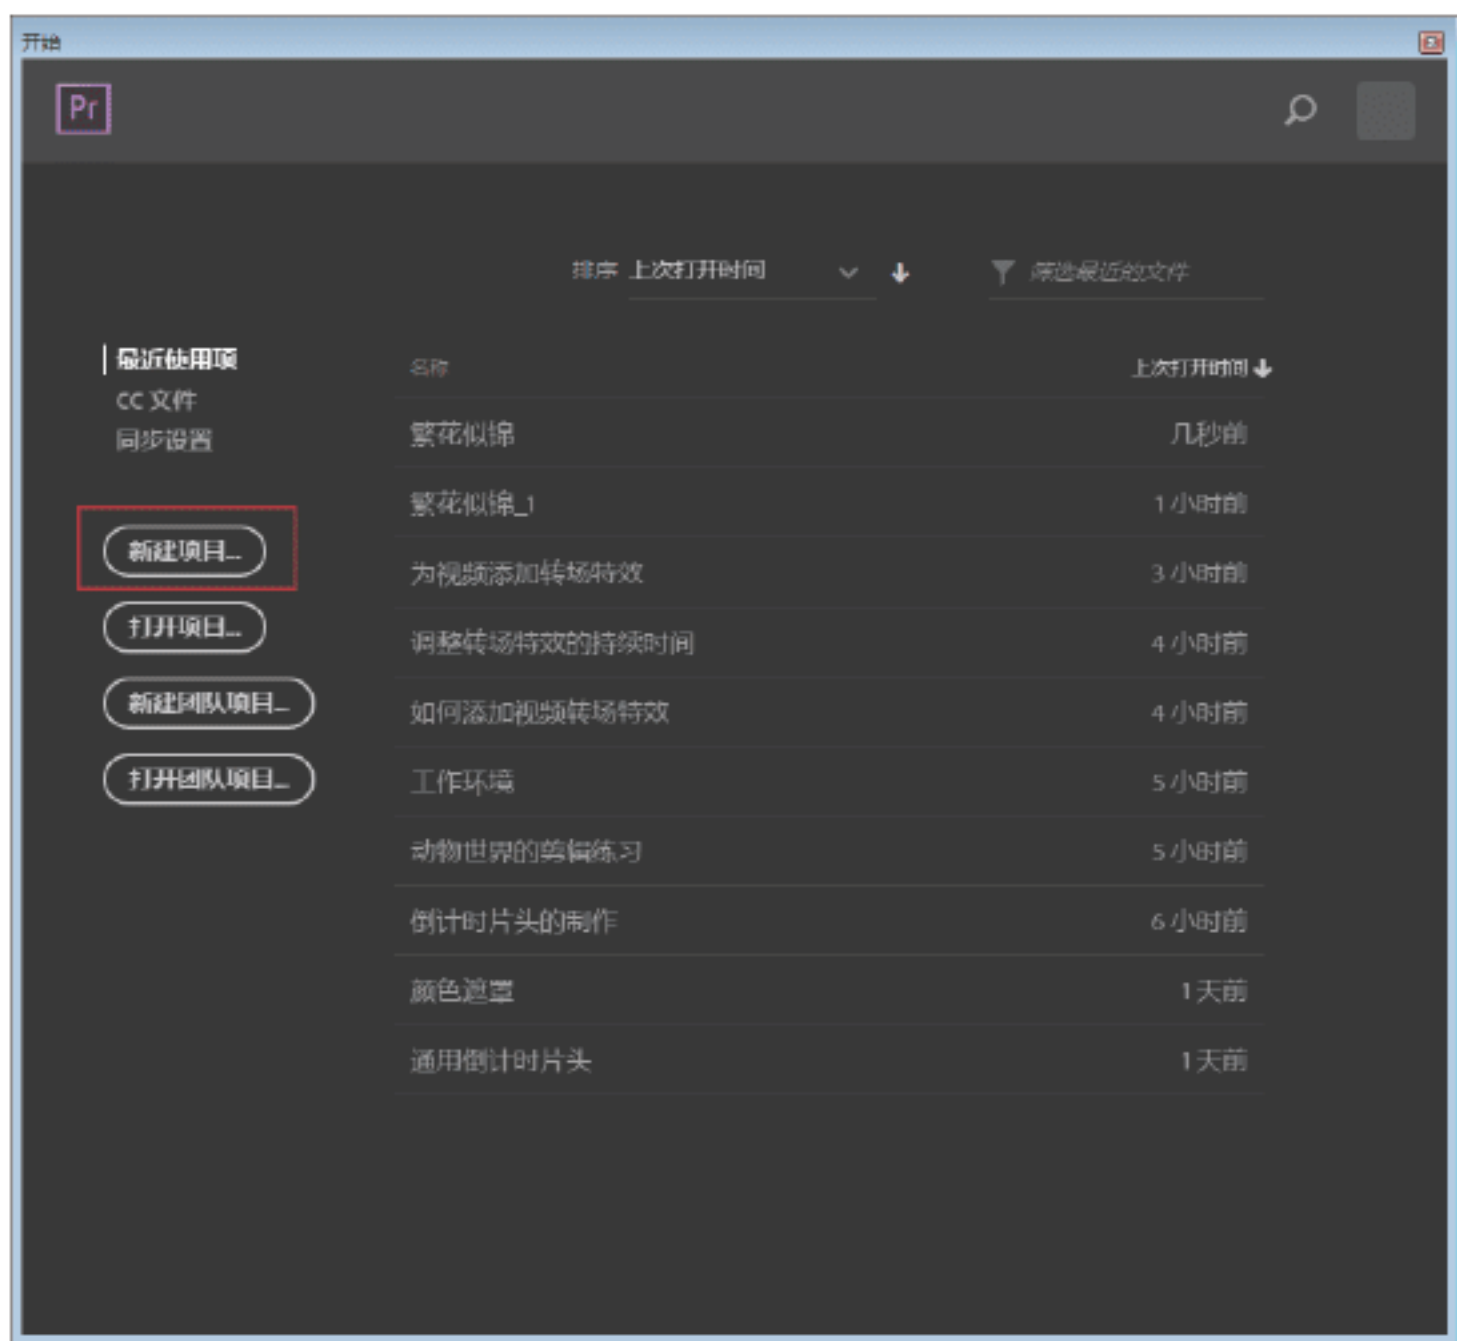 开始
Pr
排序 上次打开时间 筛选最近的文件
最近使用项
CC 文件
同步设置
新建项目...
打开项目...
新建团队项目...
打开团队项目...
名称 上次打开时间
繁花似锦 几秒前
繁花似锦_1 1 小时前
为视频添加转场特效 3 小时前
调整转场特效的持续时间 4 小时前
如何添加视频转场特效 4 小时前
工作环境 5 小时前
动物世界的剪辑练习 5 小时前
倒计时片头的制作 6 小时前
颜色遮罩 1 天前
通用倒计时片头 1 天前